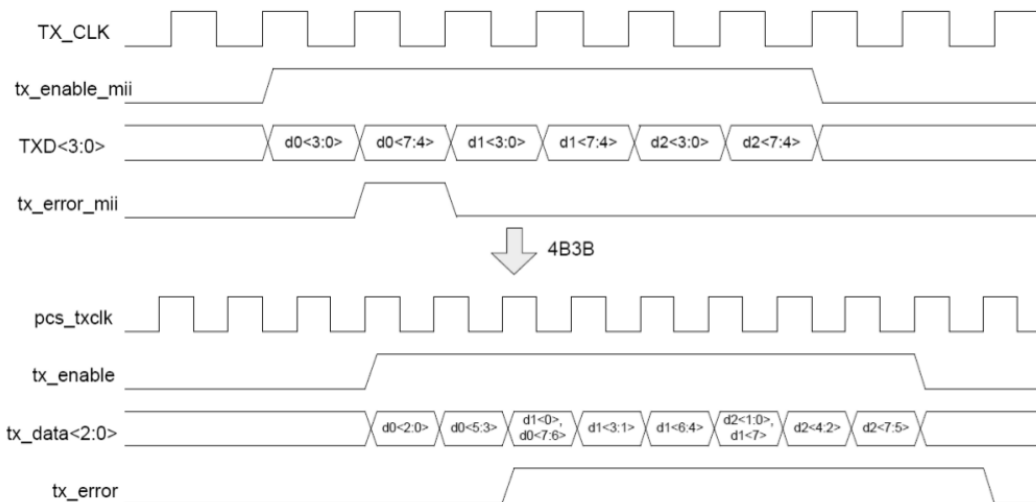 TX_CLK
tx_enable_mii
TXD<3:0>
d0<3:0> d0<7:4> d1<3:0> d1<7:4> d2<3:0> d2<7:4>
tx_error_mii
4B3B
pcs_txclk
tx_enable
tx_data<2:0>
d0<2:0> d0<5:3> d1<0>, d0<7:6> d1<3:1> d1<6:4> d2<1:0>, d1<7> d2<4:2> d2<7:5>
tx_error